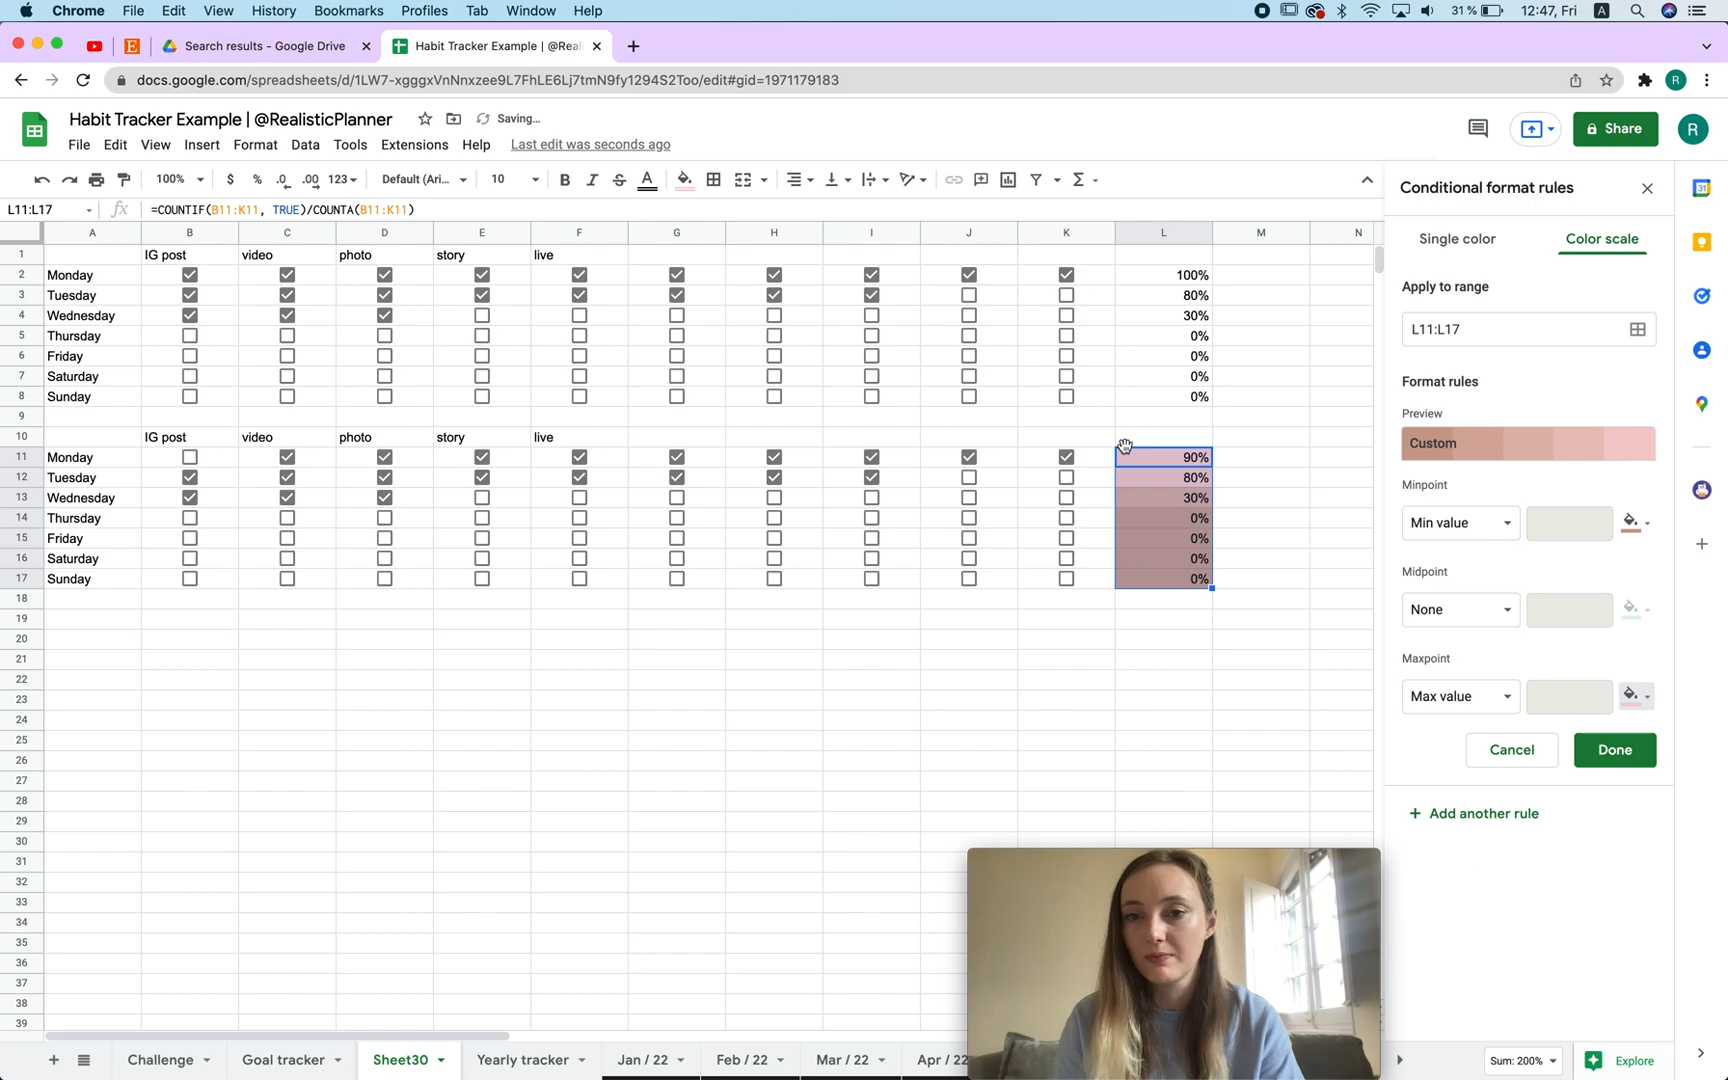 Chrome File Edit View History Bookmarks Profiles Tab Window Help 31% 12:47, Fri A
Search results - Google Drive Habit Tracker Example | @Reali
docs.google.com/spreadsheets/d/1LW7-xgggxVnNnxzee9L7FhLE6Lj7tmN9fy1294S2Too/edit#gid=1971179183 R
Habit Tracker Example | @RealisticPlanner Saving...
Share R
File Edit View Insert Format Data Tools Extensions Help Last edit was seconds ago
100% $ % .0 .00 123 Default (Ari... 10 B I S A Σ
L11:L17 fx =COUNTIF(B11:K11, TRUE)/COUNTA(B11:K11)
A B C D E F G H I J K L M N
1 IG post video photo story live
2 Monday 100%
3 Tuesday 80%
4 Wednesday 30%
5 Thursday 0%
6 Friday 0%
7 Saturday 0%
8 Sunday 0%
9
10 IG post video photo story live
11 Monday 90%
12 Tuesday 80%
13 Wednesday 30%
14 Thursday 0%
15 Friday 0%
16 Saturday 0%
17 Sunday 0%
18
19
20
21
22
23
24
25
26
27
28
29
30
31
32
33
34
35
36
37
38
39
Conditional format rules
Single color Color scale
Apply to range
L11:L17
Format rules
Preview
Custom
Minpoint
Min value
Midpoint
None
Maxpoint
Max value
Cancel Done
+ Add another rule
31
Challenge Goal tracker Sheet30 Yearly tracker Jan / 22 Feb / 22 Mar / 22 Apr / 22
Sum: 200% Explore